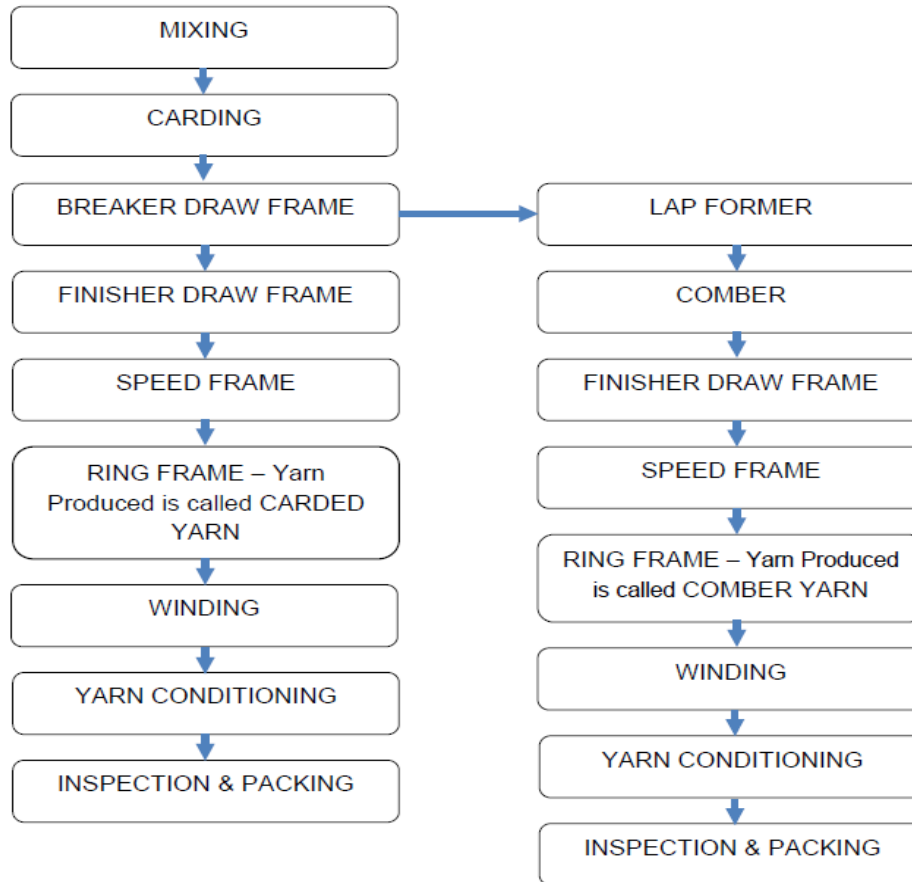 MIXING
CARDING
BREAKER DRAW FRAME
FINISHER DRAW FRAME
SPEED FRAME
RING FRAME – Yarn
Produced is called CARDED
YARN
WINDING
YARN CONDITIONING
INSPECTION & PACKING
LAP FORMER
COMBER
FINISHER DRAW FRAME
SPEED FRAME
RING FRAME – Yarn Produced
is called COMBER YARN
WINDING
YARN CONDITIONING
INSPECTION & PACKING